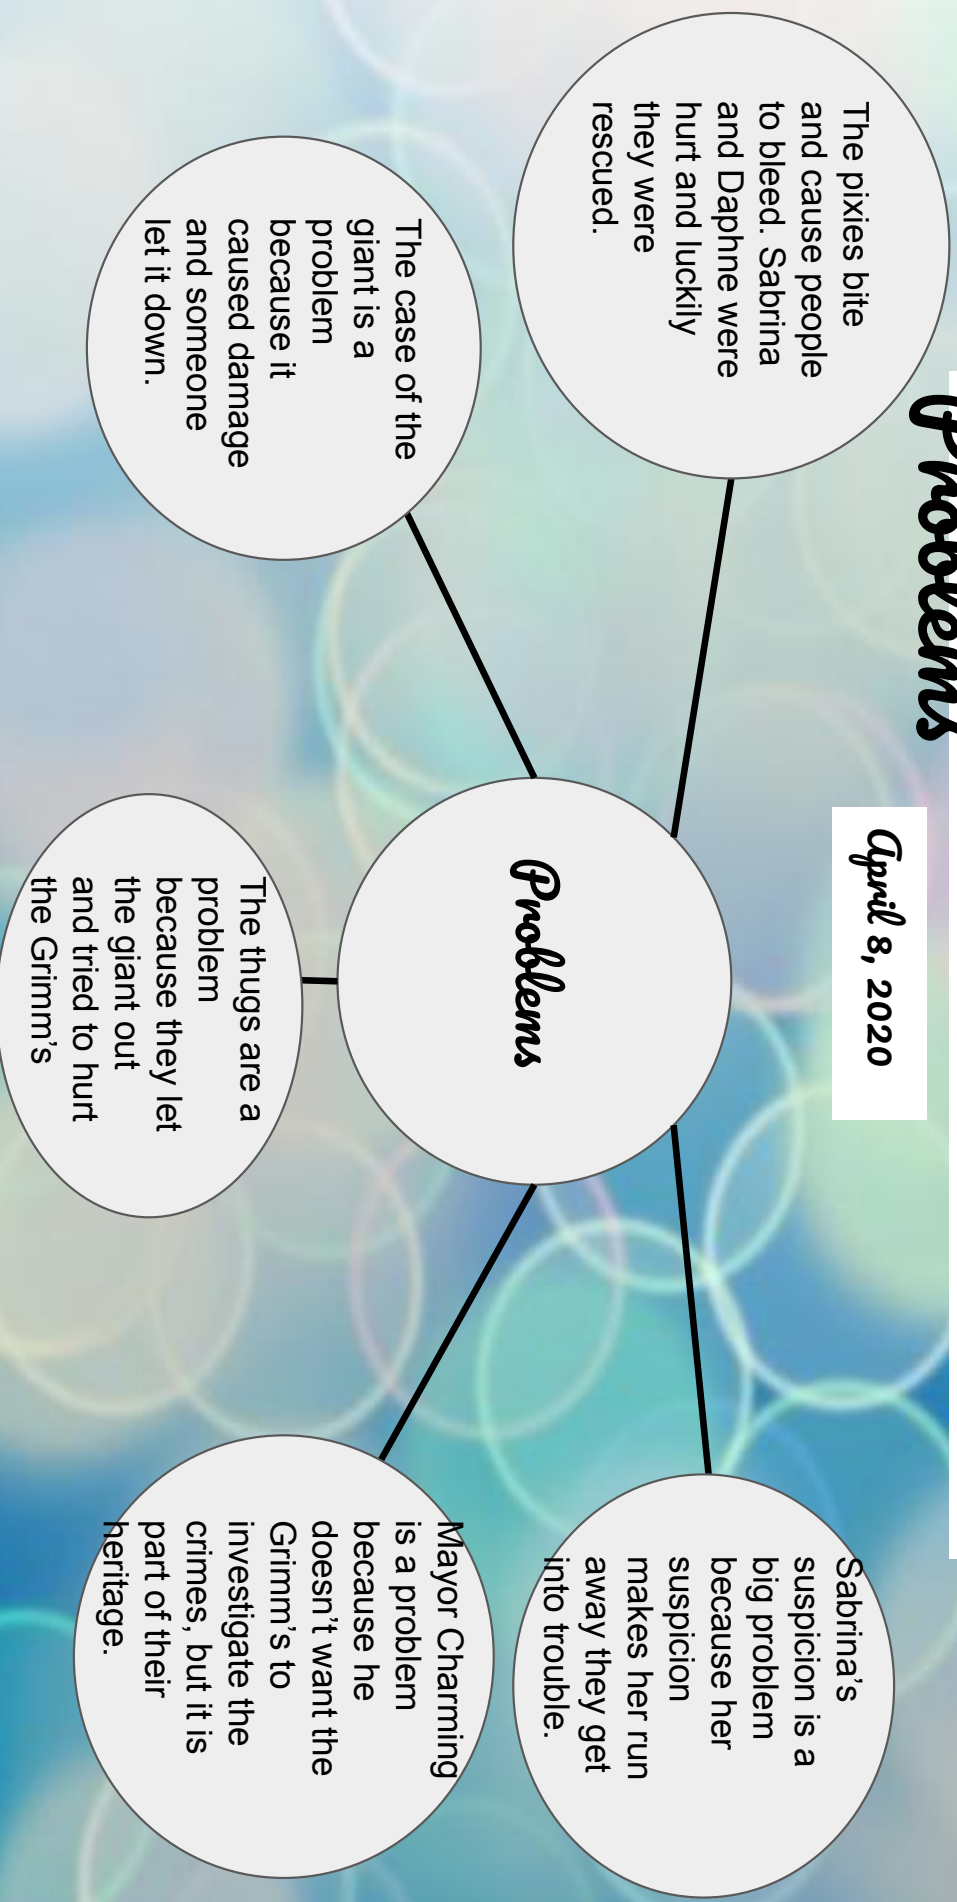 Problems
April 8, 2020
The pixies bite
and cause people
to bleed. Sabrina
and Daphne were
hurt and luckily
they were
rescued.
Sabrina's
suspicion is a
big problem
because her
suspicion
makes her run
away they get
into trouble.
Problems
The case of the
giant is a
problem
because it
caused damage
and someone
let it down.
Mayor Charming
is a problem
because he
doesn't want the
Grimm's to
investigate the
crimes, but it is
part of their
heritage.
The thugs are a
problem
because they let
the giant out
and tried to hurt
the Grimm's